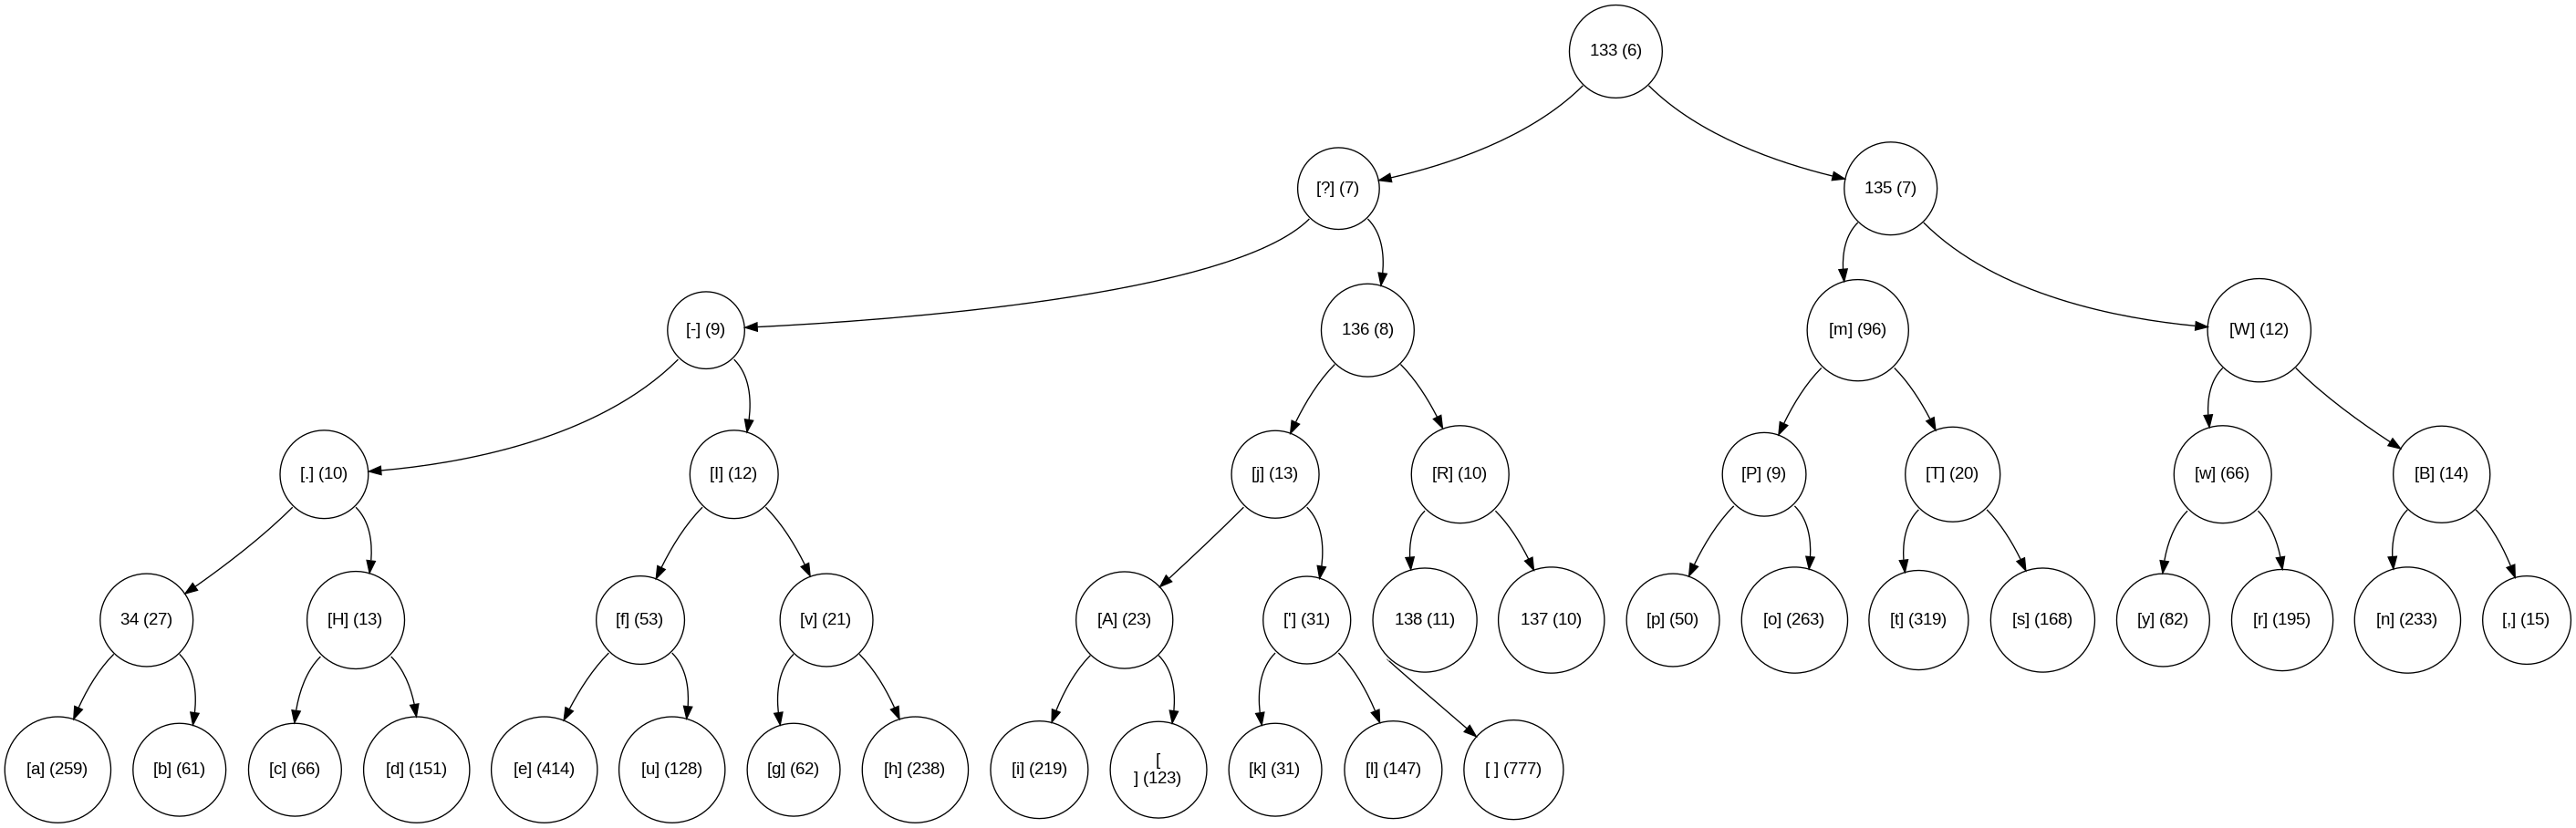 133 (6)
[?] (7)
135 (7)
[-] (9)
136 (8)
[m] (96)
[W] (12)
[.] (10)
[I] (12)
[j] (13)
[R] (10)
[P] (9)
[T] (20)
[w] (66)
[B] (14)
34 (27)
[H] (13)
[f] (53)
[v] (21)
[A] (23)
['] (31)
138 (11)
137 (10)
[p] (50)
[o] (263)
[t] (319)
[s] (168)
[y] (82)
[r] (195)
[n] (233)
[,] (15)
[a] (259)
[b] (61)
[c] (66)
[d] (151)
[e] (414)
[u] (128)
[g] (62)
[h] (238)
[i] (219)
[
] (123)
[k] (31)
[l] (147)
[ ] (777)